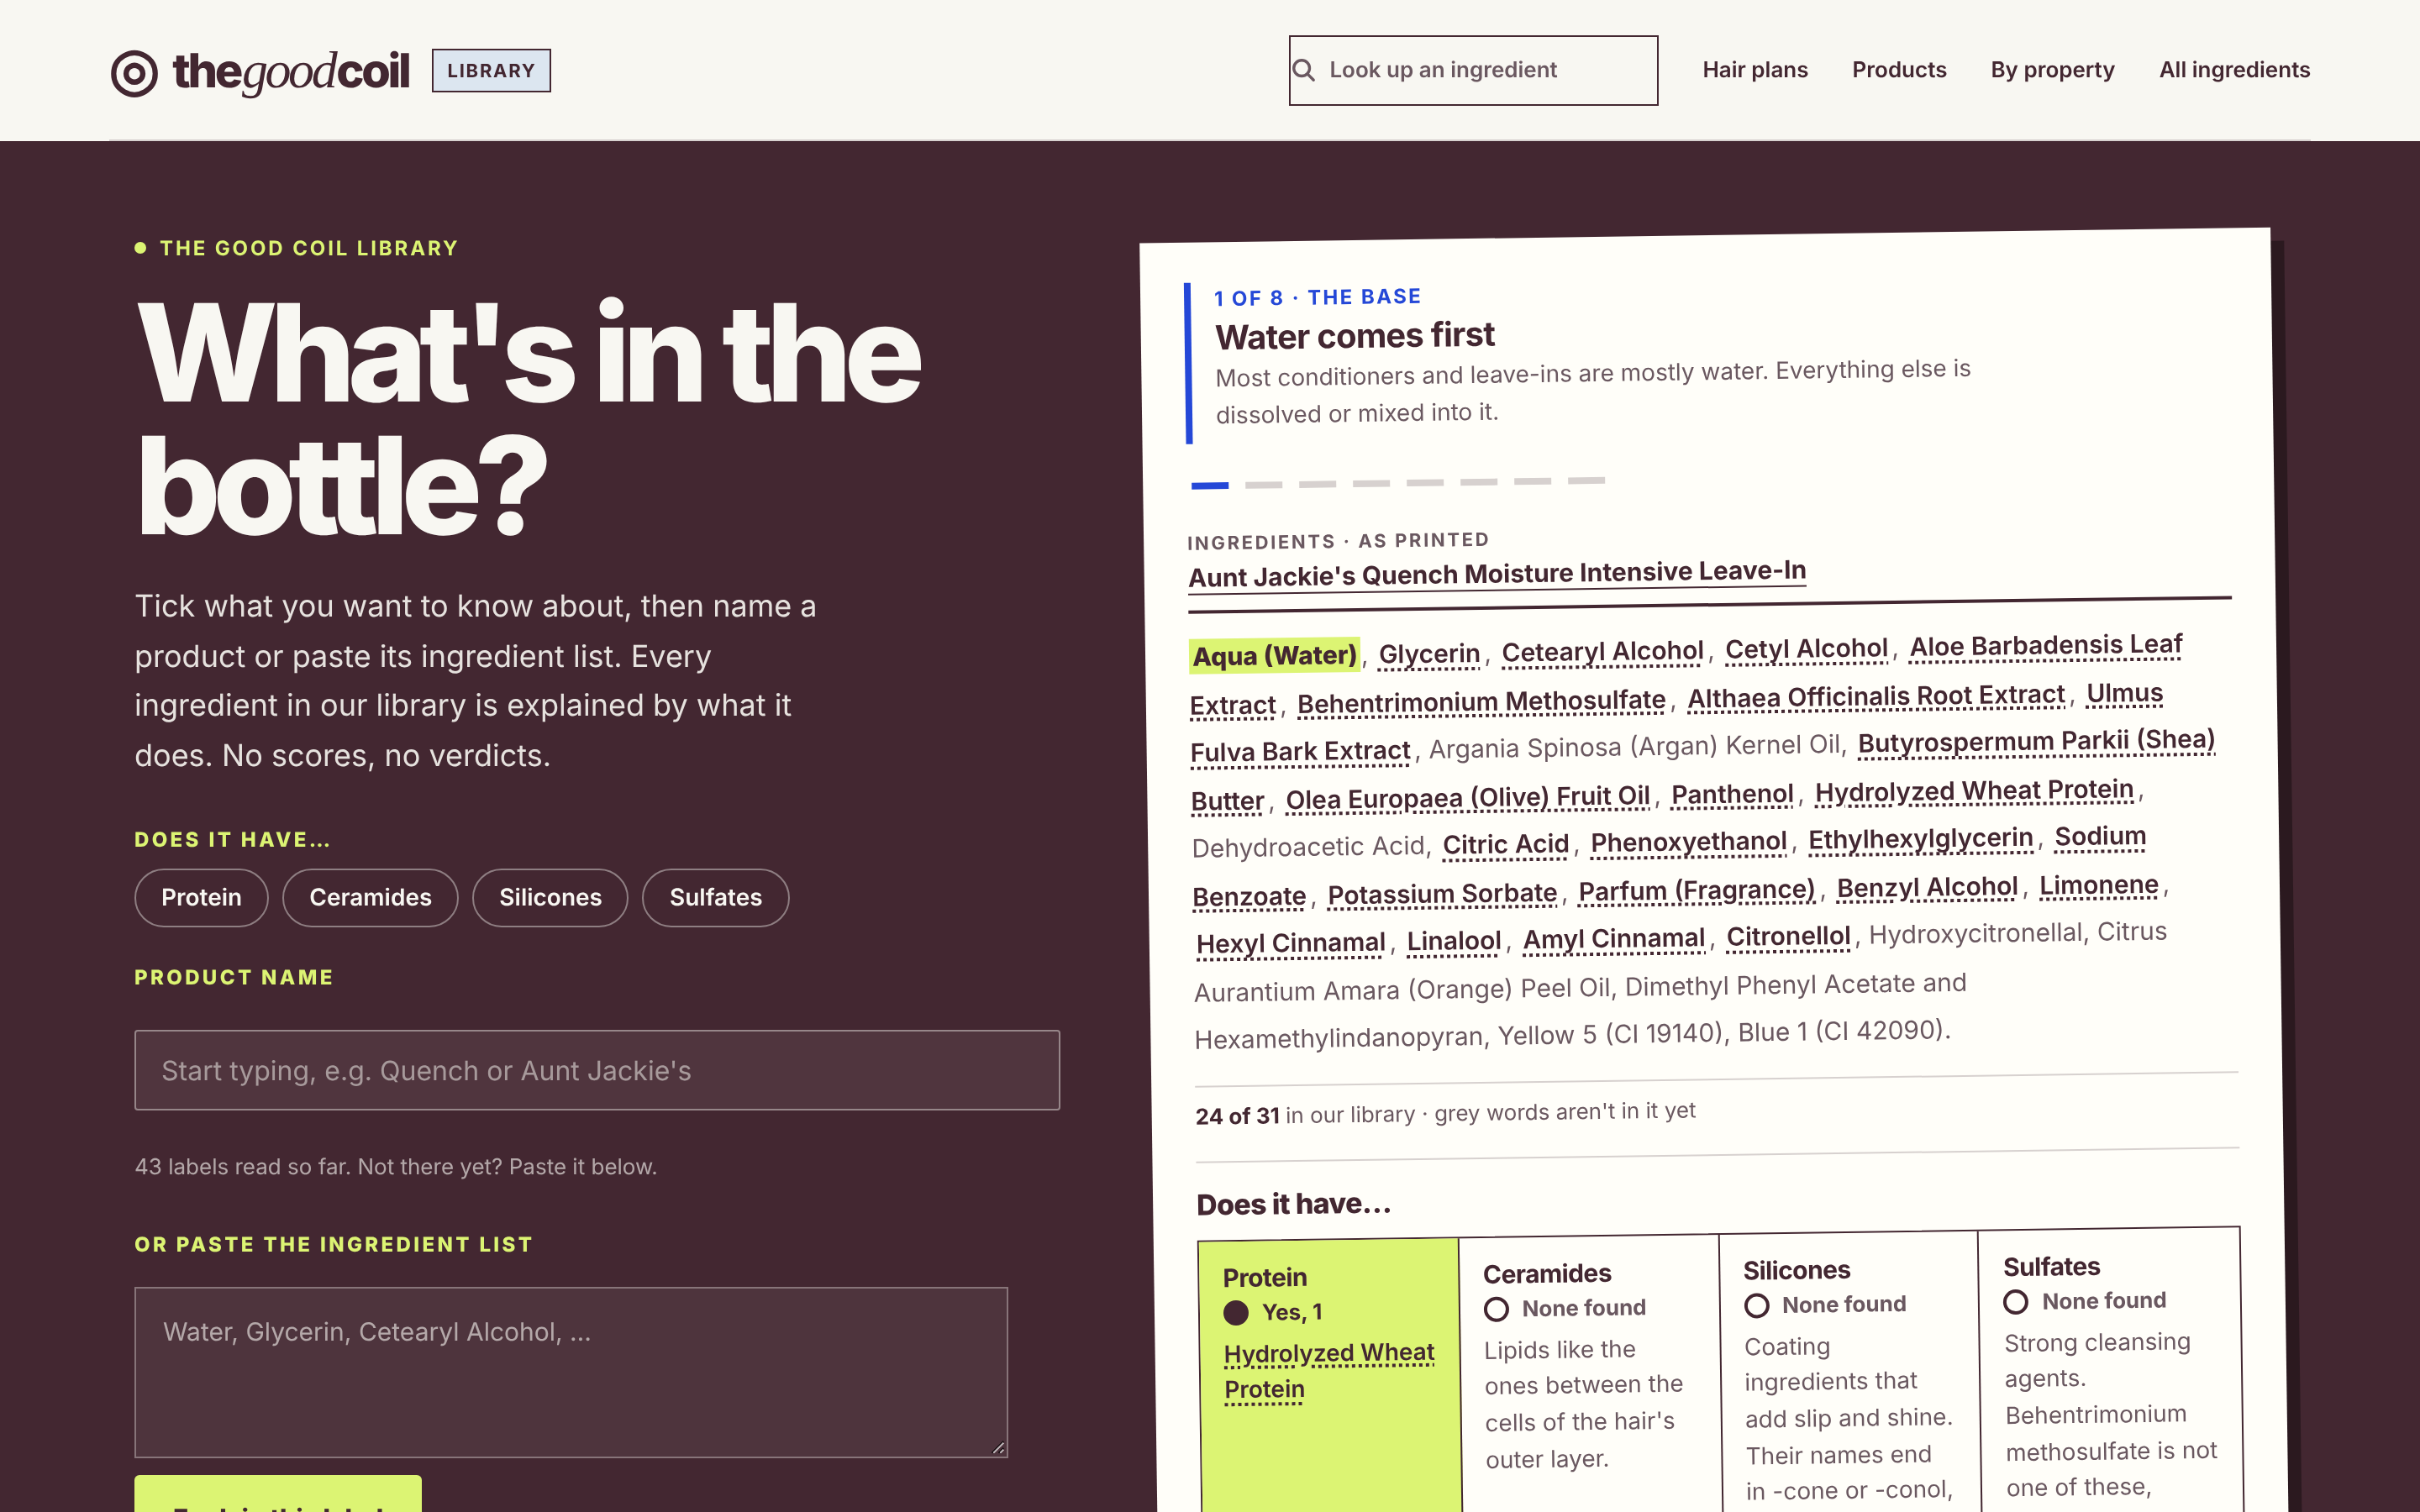 thegoodcoil
LIBRARY
Look up an ingredient
Hair plans
Products
By property
All ingredients
THE GOOD COIL LIBRARY
What's in the
bottle?
Tick what you want to know about, then name a
product or paste its ingredient list. Every
ingredient in our library is explained by what it
does. No scores, no verdicts.
DOES IT HAVE...
Protein
Ceramides
Silicones
Sulfates
PRODUCT NAME
Start typing, e.g. Quench or Aunt Jackie's
43 labels read so far. Not there yet? Paste it below.
OR PASTE THE INGREDIENT LIST
Water, Glycerin, Cetearyl Alcohol, ...
1 OF 8 · THE BASE
Water comes first
Most conditioners and leave-ins are mostly water. Everything else is
dissolved or mixed into it.
INGREDIENTS · AS PRINTED
Aunt Jackie's Quench Moisture Intensive Leave-In
Aqua (Water), Glycerin, Cetearyl Alcohol, Cetyl Alcohol, Aloe Barbadensis Leaf
Extract, Behentrimonium Methosulfate, Althaea Officinalis Root Extract, Ulmus
Fulva Bark Extract, Argania Spinosa (Argan) Kernel Oil, Butyrospermum Parkii (Shea)
Butter, Olea Europaea (Olive) Fruit Oil, Panthenol, Hydrolyzed Wheat Protein,
Dehydroacetic Acid, Citric Acid, Phenoxyethanol, Ethylhexylglycerin, Sodium
Benzoate, Potassium Sorbate, Parfum (Fragrance), Benzyl Alcohol, Limonene,
Hexyl Cinnamal, Linalool, Amyl Cinnamal, Citronellol, Hydroxycitronellal, Citrus
Aurantium Amara (Orange) Peel Oil, Dimethyl Phenyl Acetate and
Hexamethylindanopyran, Yellow 5 (CI 19140), Blue 1 (CI 42090).
24 of 31 in our library · grey words aren't in it yet
Does it have...
Protein
Yes, 1
Hydrolyzed Wheat
Protein
Ceramides
None found
Lipids like the
ones between the
cells of the hair's
outer layer.
Silicones
None found
Coating
ingredients that
add slip and shine.
Their names end
in -cone or -conol,
Sulfates
None found
Strong cleansing
agents.
Behentrimonium
methosulfate is not
one of these,